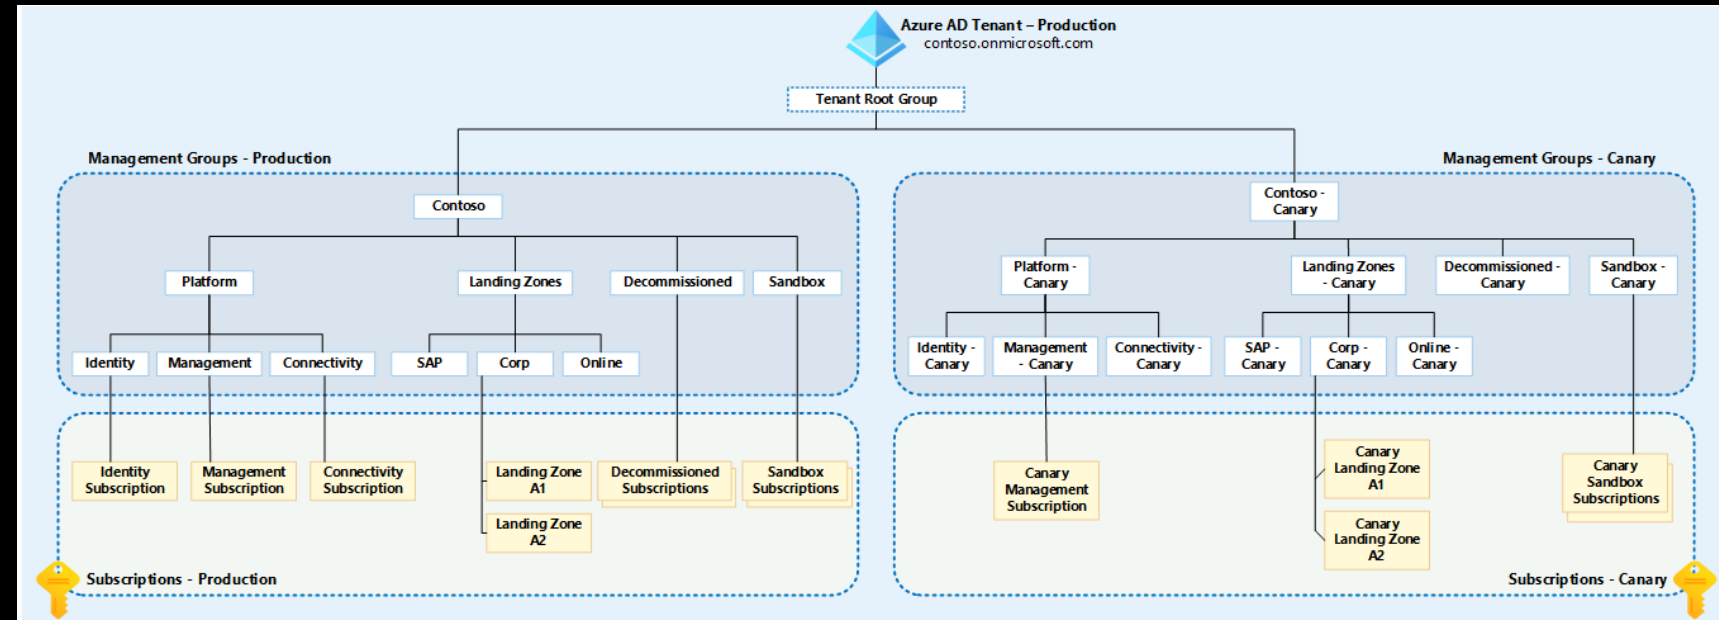 Azure AD Tenant – Production
contoso.onmicrosoft.com
Tenant Root Group
Management Groups - Production
Management Groups - Canary
Contoso
Platform
Landing Zones
Decommissioned
Sandbox
Identity
Management
Connectivity
SAP
Corp
Online
Identity
Subscription
Management
Subscription
Connectivity
Subscription
Landing Zone
A1
Landing Zone
A2
Decommissioned
Subscriptions
Sandbox
Subscriptions
Subscriptions - Production
Contoso -
Canary
Platform -
Canary
Landing Zones
- Canary
Decommissioned -
Canary
Sandbox -
Canary
Identity -
Canary
Management
- Canary
Connectivity -
Canary
SAP -
Canary
Corp -
Canary
Online -
Canary
Canary
Management
Subscription
Canary
Landing Zone
A1
Canary
Landing Zone
A2
Canary
Sandbox
Subscriptions
Subscriptions - Canary